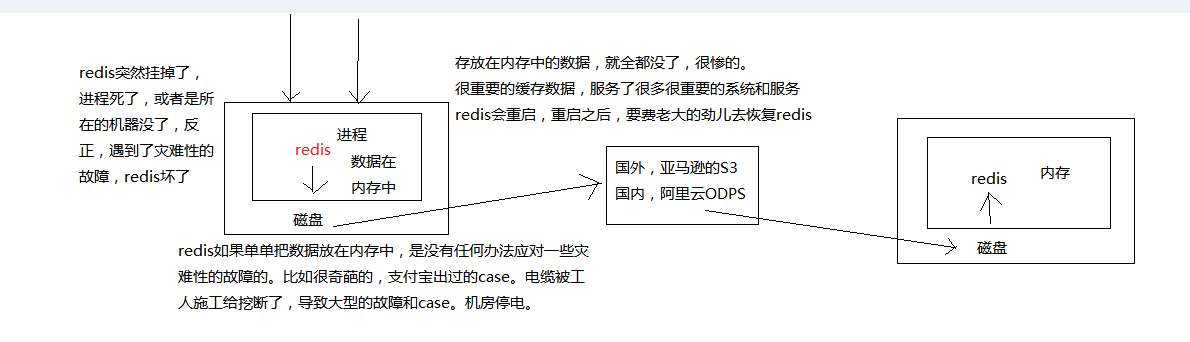 redis突然挂掉了，
进程死了，或者是所
在的机器没了，反
正，遇到了灾难性的
故障，redis坏了
存放在内存中的数据，就全都没了，很惨的。
很重要的缓存数据，服务了很多很重要的系统和服务
redis会重启，重启之后，要费老大的劲儿去恢复redis
进程
redis
数据在
内存中
磁盘
国外，亚马逊的S3
国内，阿里云ODPS
redis
内存
磁盘
redis如果单单把数据放在内存中，是没有任何办法应对一些灾
难性的故障的。比如很奇葩的，支付宝出过的case。电缆被工
人施工给挖断了，导致大型的故障和case。机房停电。